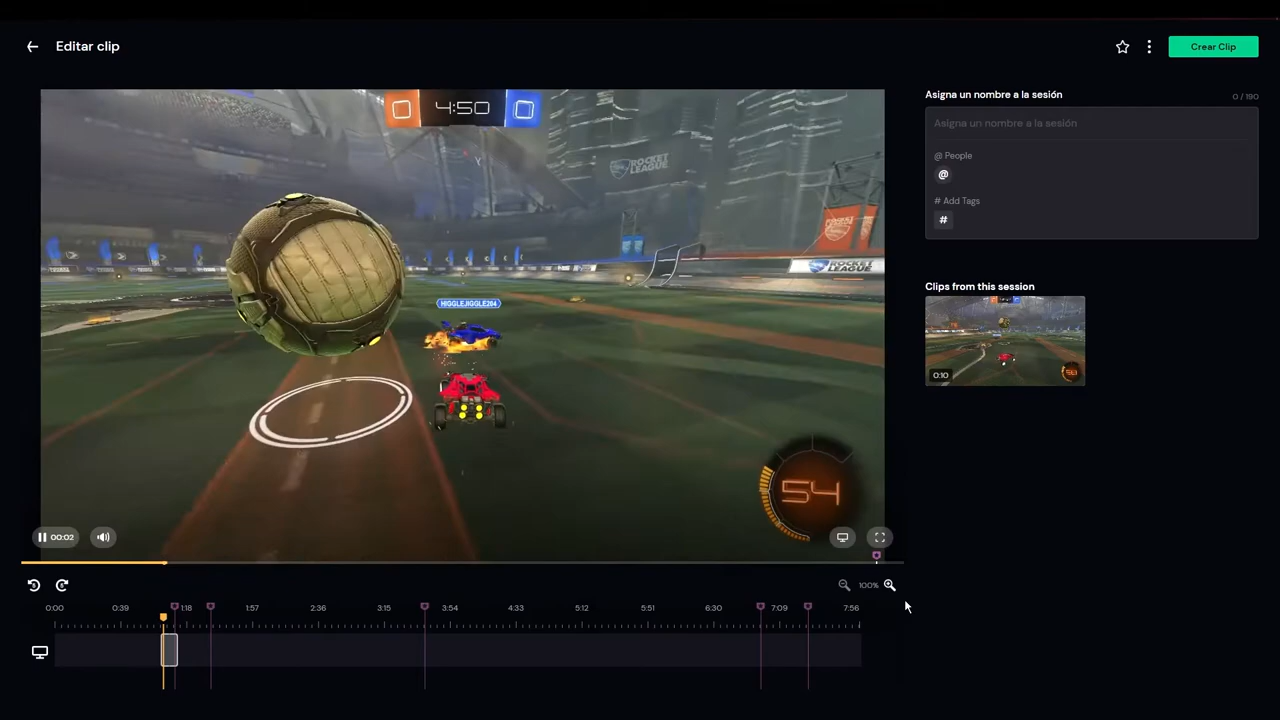 Editar clip
Crear Clip
4:50
ROCKET LEAGUE
ROCKET LEAGUE
HIGGLEJIGGLE204
54
00:02
Asigna un nombre a la sesión
0 / 190
Asigna un nombre a la sesión
@ People
@
# Add Tags
#
Clips from this session
0:10
100%
0:00 0:39 1:18 1:57 2:36 3:15 3:54 4:33 5:12 5:51 6:30 7:09 7:56